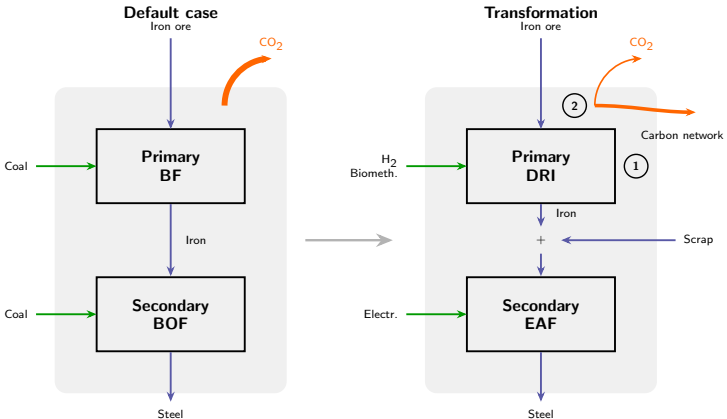 Default case
Iron ore
CO2
Coal
Primary
BF
Iron
Coal
Secondary
BOF
Steel
Transformation
Iron ore
CO2
2
Carbon network
H2
Biometh.
Primary
DRI
1
Iron
+
Scrap
Electr.
Secondary
EAF
Steel